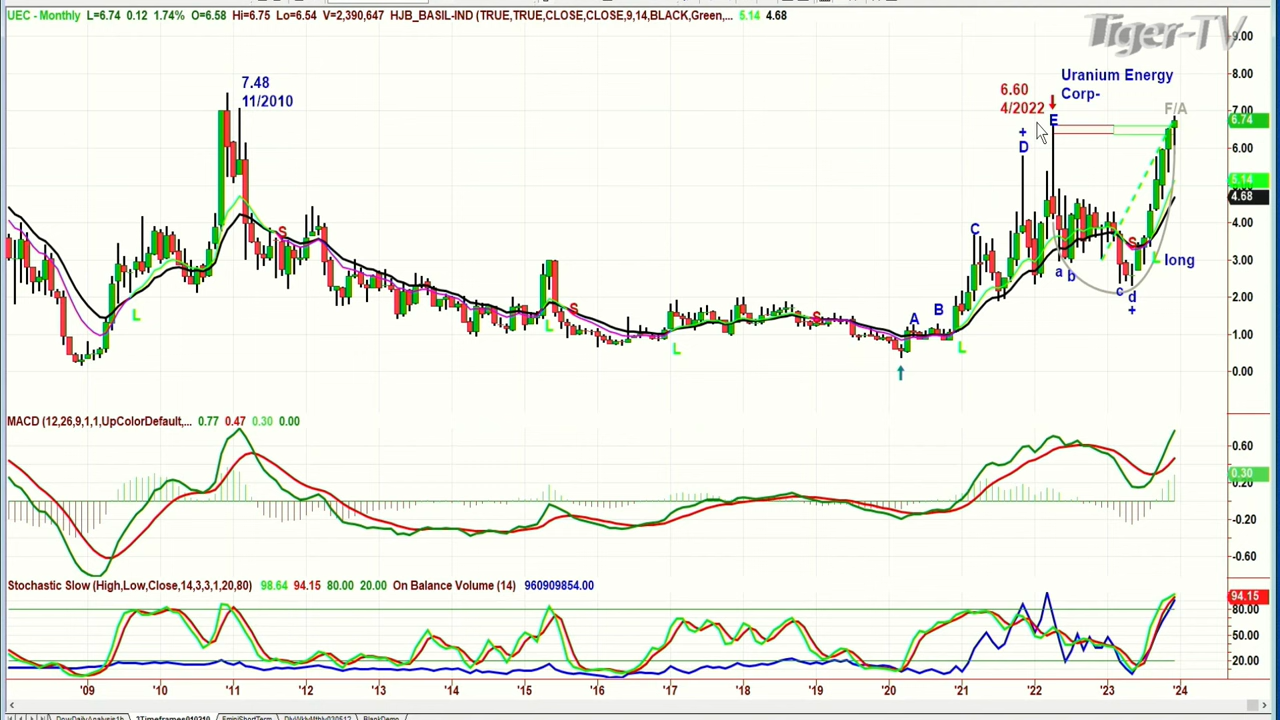 UEC - Monthly L=6.74 0.12 1.74% O=6.58 Hi=6.75 Lo=6.54 V=2,390,647 HJB_BASIL-IND (TRUE,TRUE,CLOSE,CLOSE,9,14,BLACK,Green,... 5.14 4.68
Tiger-TV
9.00
8.00
7.00
6.74
6.00
5.14
4.68
4.00
3.00
2.00
1.00
0.00
7.48
11/2010
6.60
4/2022
Uranium Energy
Corp-
F/A
E
+
D
C
S
S
S
S
long
a b
c d
+
A
B
L
L
L
L
L
MACD (12,26,9,1,1,UpColorDefault,... 0.77 0.47 0.30 0.00
0.60
0.30
0.20
-0.20
-0.60
Stochastic Slow (High,Low,Close,14,3,3,1,20,80) 98.64 94.15 80.00 20.00 On Balance Volume (14) 960909854.00
94.15
80.00
50.00
20.00
'09 '10 '11 '12 '13 '14 '15 '16 '17 '18 '19 '20 '21 '22 '23 '24